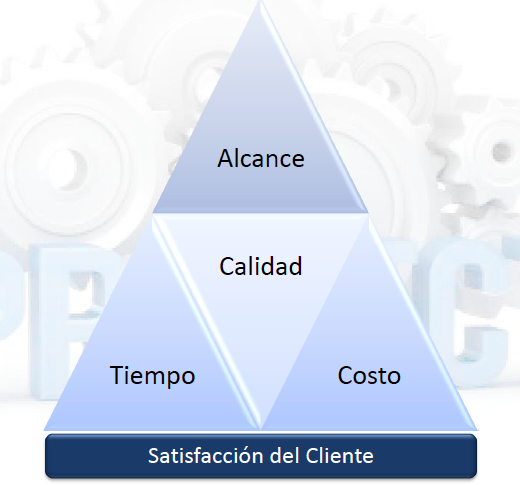 Alcance
Calidad
Tiempo
Costo
Satisfacción del Cliente